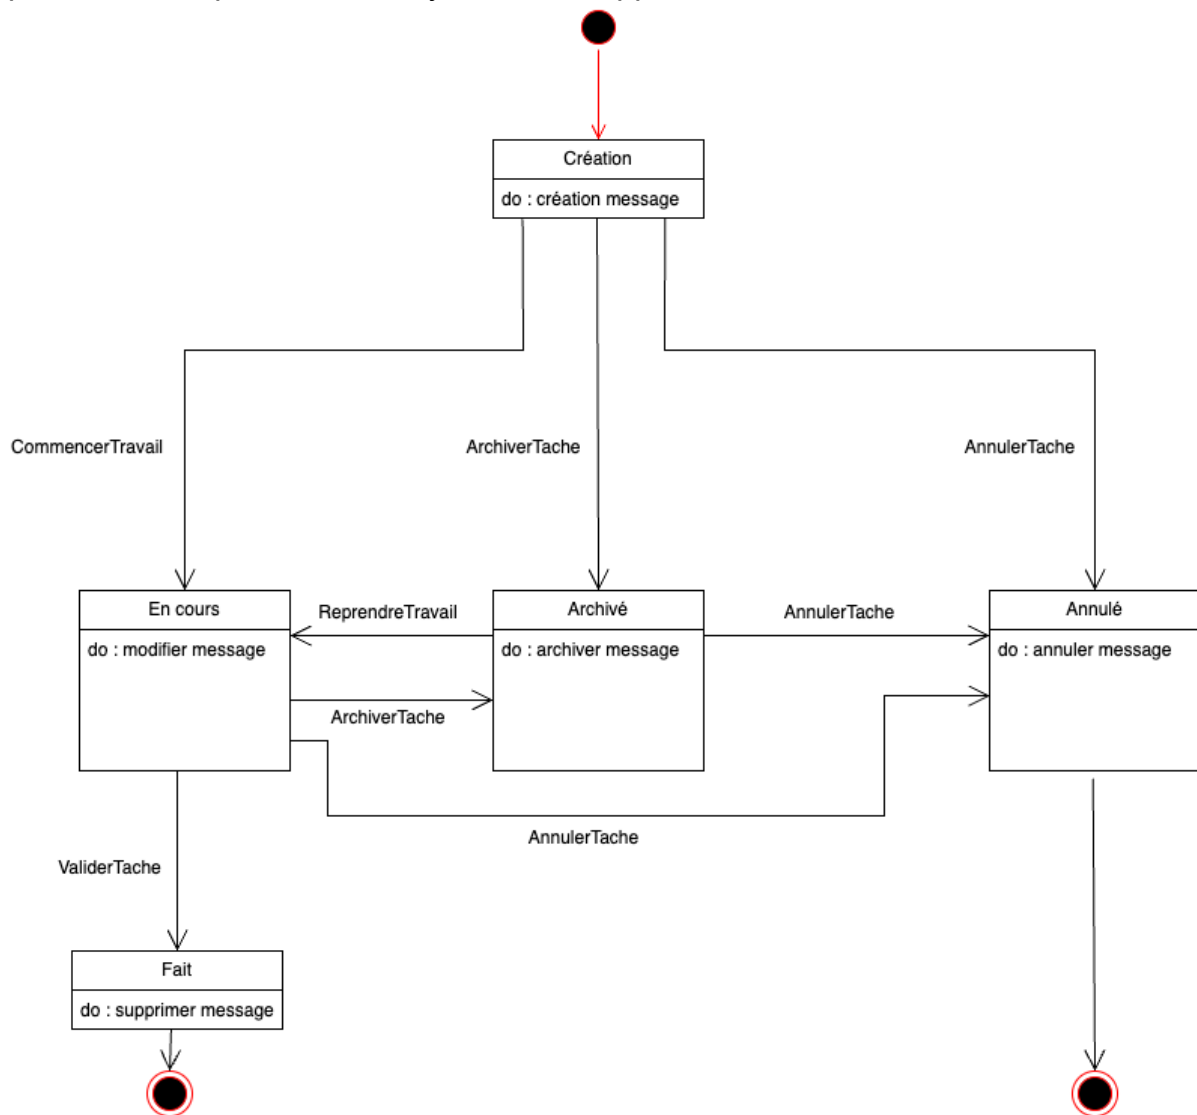 Création
do : création message
CommencerTravail
ArchiverTache
AnnulerTache
En cours
do : modifier message
ReprendreTravail
Archivé
do : archiver message
AnnulerTache
Annulé
do : annuler message
ArchiverTache
AnnulerTache
ValiderTache
Fait
do : supprimer message